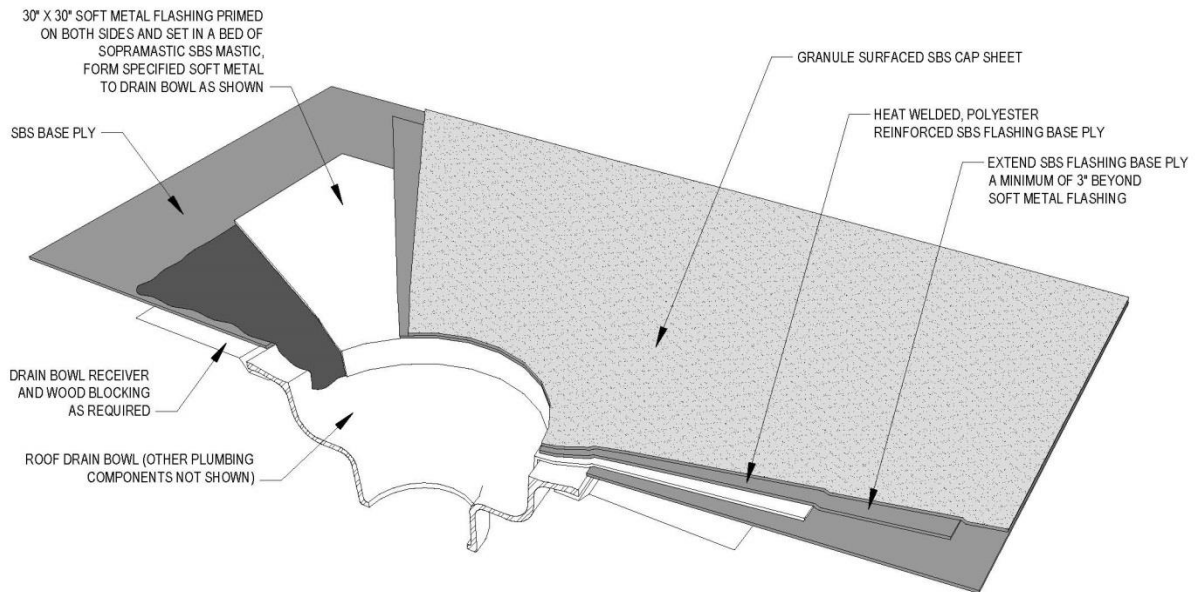 30" X 30" SOFT METAL FLASHING PRIMED
ON BOTH SIDES AND SET IN A BED OF
SOPRAMASTIC SBS MASTIC,
FORM SPECIFIED SOFT METAL
TO DRAIN BOWL AS SHOWN
SBS BASE PLY
GRANULE SURFACED SBS CAP SHEET
HEAT WELDED, POLYESTER
REINFORCED SBS FLASHING BASE PLY
EXTEND SBS FLASHING BASE PLY
A MINIMUM OF 3" BEYOND
SOFT METAL FLASHING
DRAIN BOWL RECEIVER
AND WOOD BLOCKING
AS REQUIRED
ROOF DRAIN BOWL (OTHER PLUMBING
COMPONENTS NOT SHOWN)